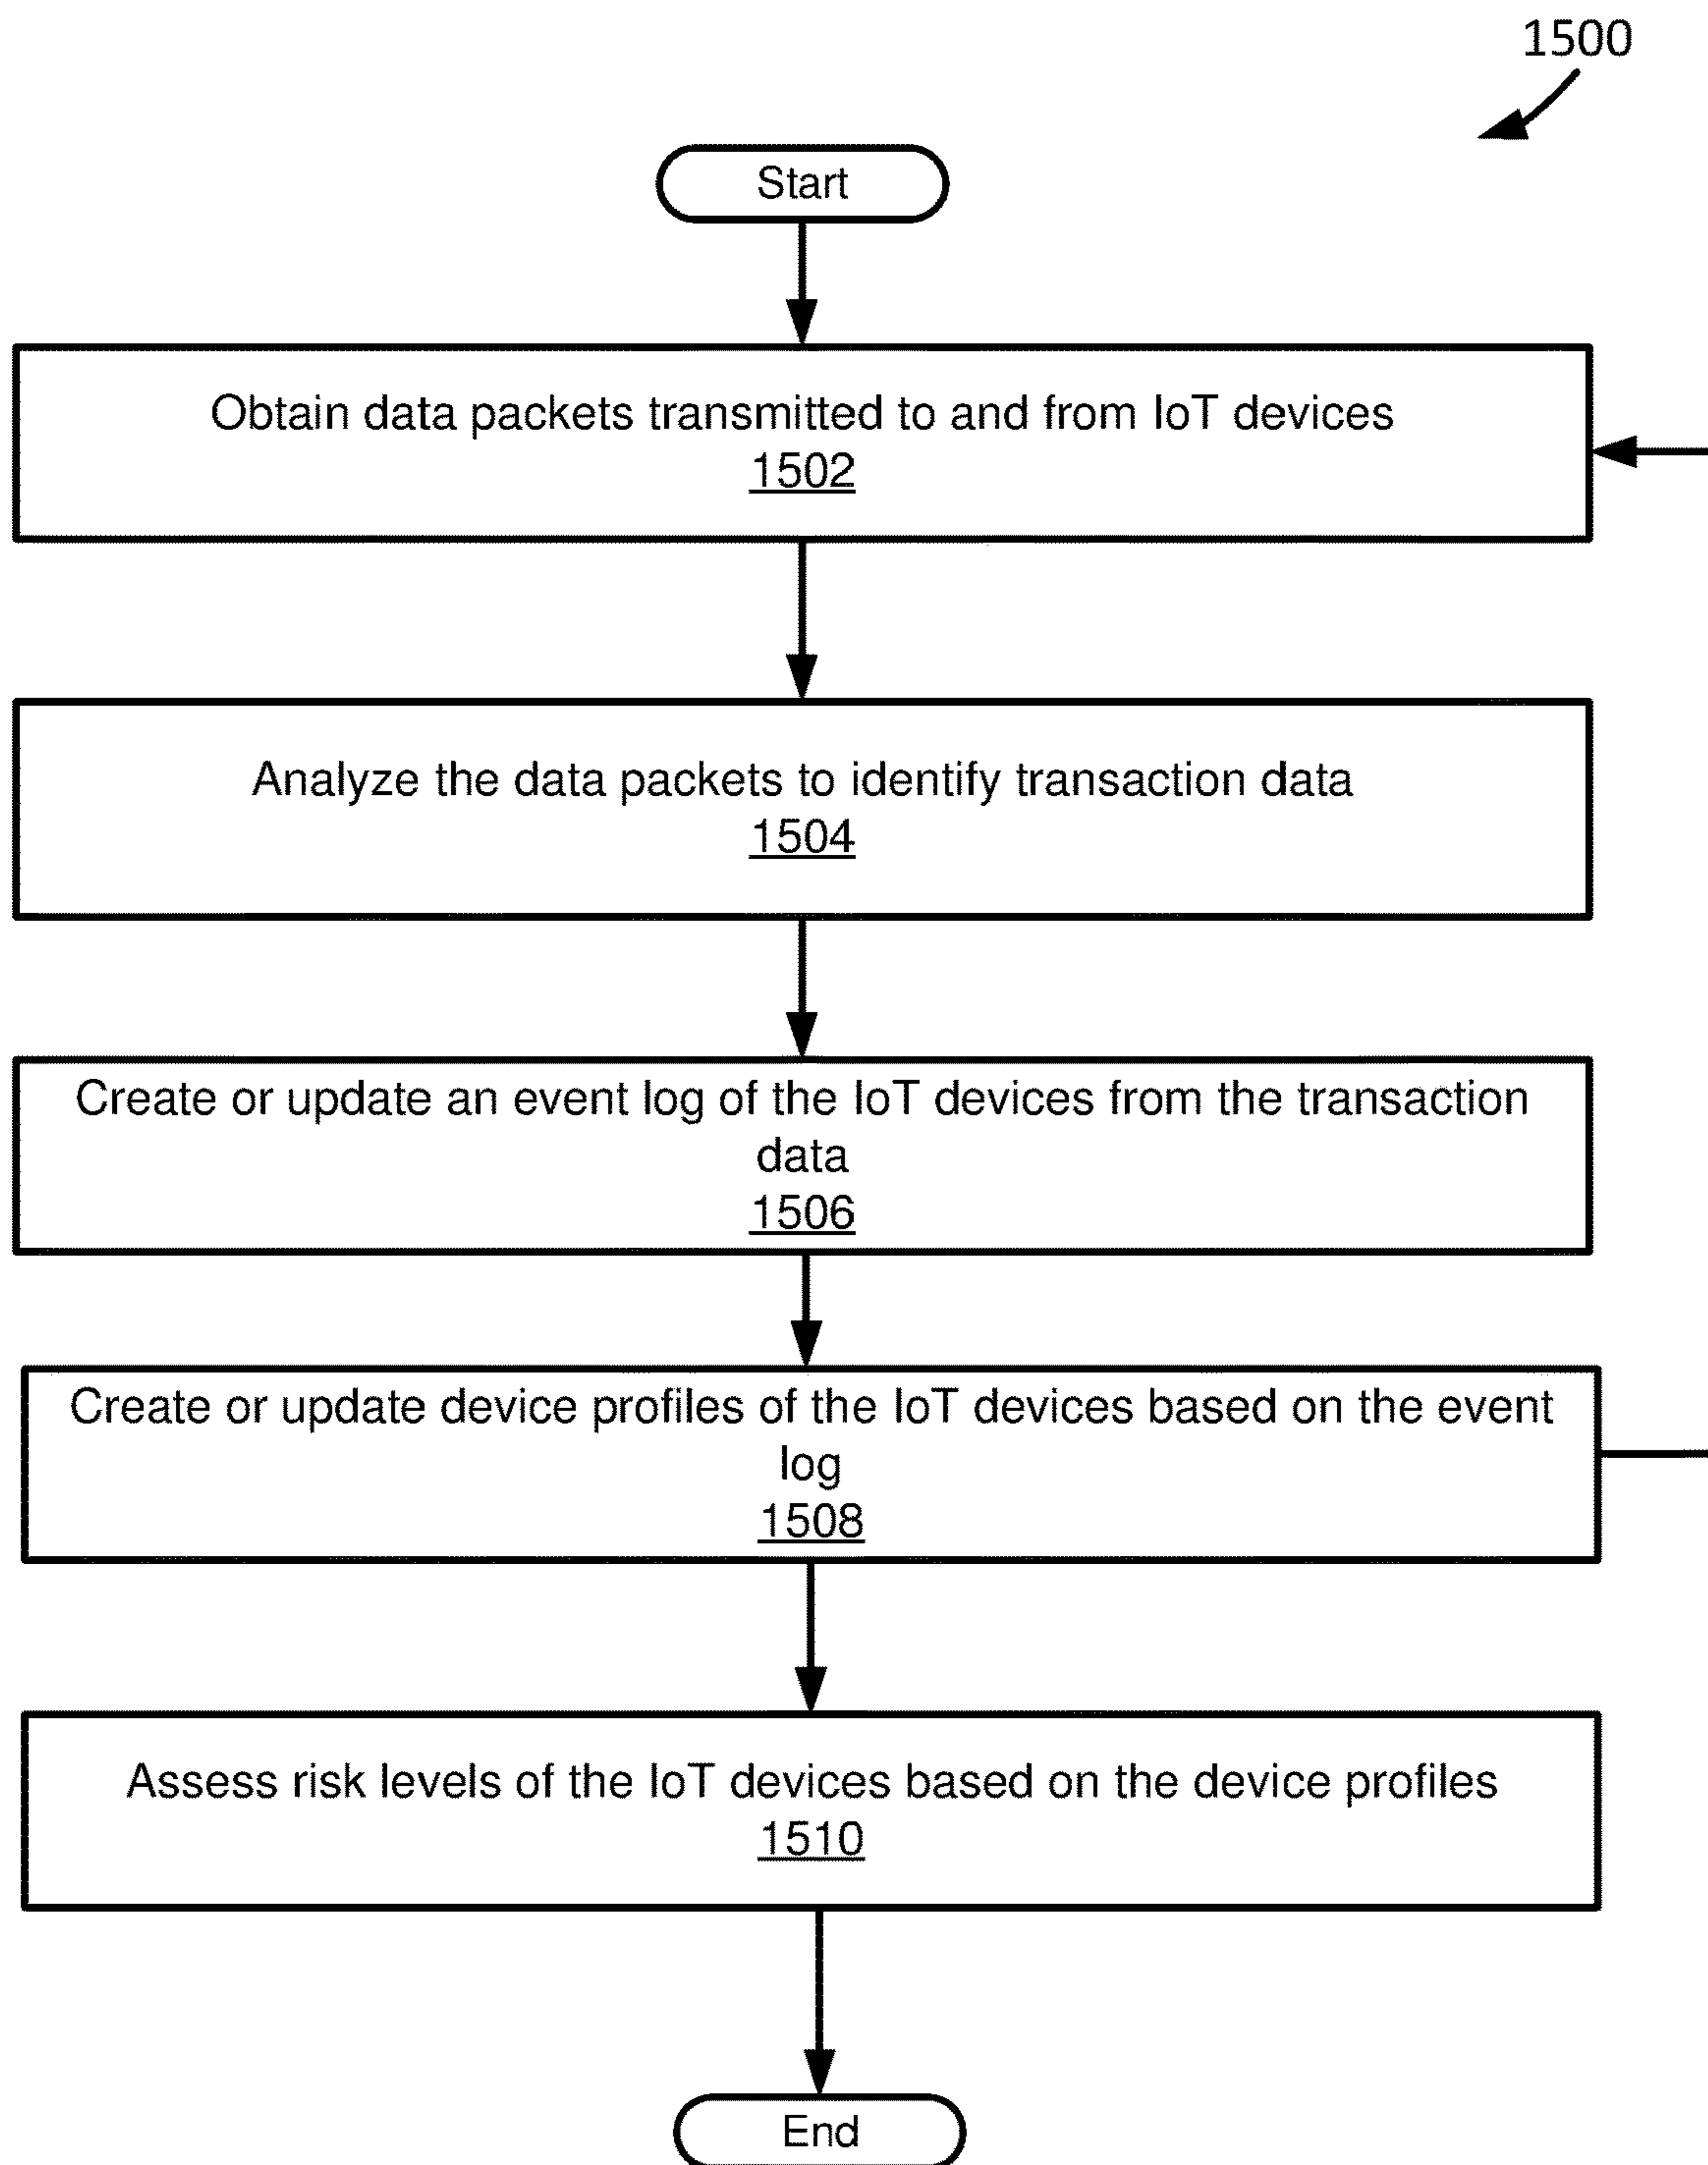 1500
Start
Obtain data packets transmitted to and from IoT devices
1502
Analyze the data packets to identify transaction data
1504
Create or update an event log of the IoT devices from the transaction
data
1506
Create or update device profiles of the IoT devices based on the event
log
1508
Assess risk levels of the IoT devices based on the device profiles
1510
End